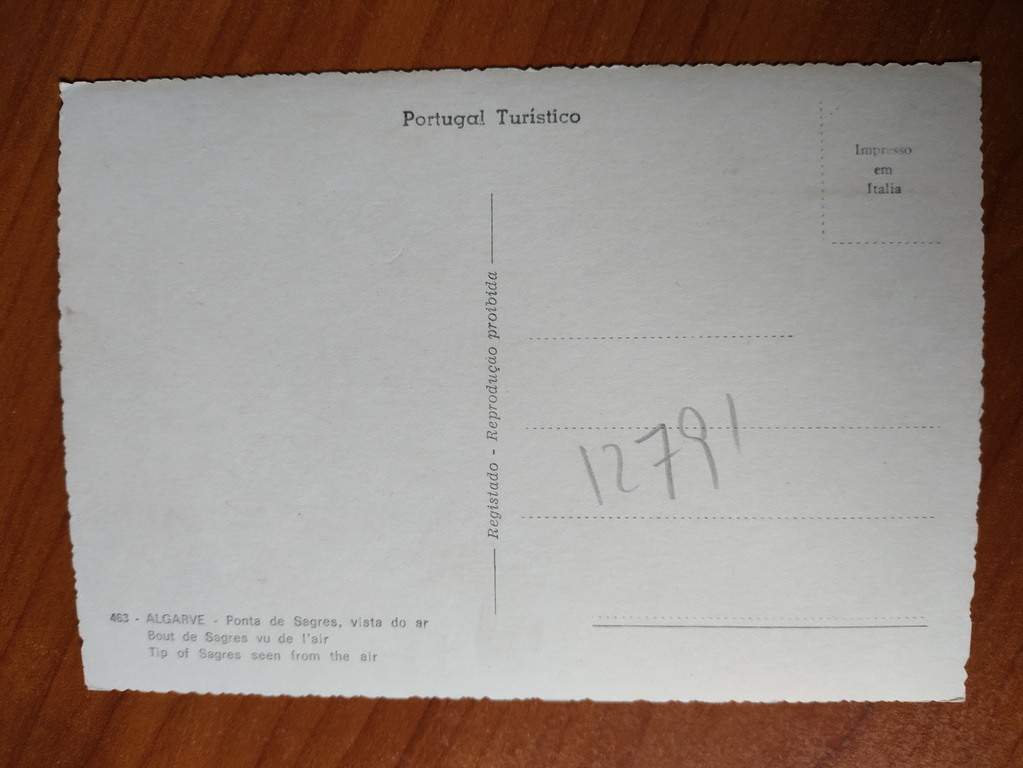 Portugal Turístico
Impresso
em
Italia
Registado - Reprodução proibida
12791
463 - ALGARVE - Ponta de Sagres, vista do ar
Bout de Sagres vu de l'air
Tip of Sagres seen from the air